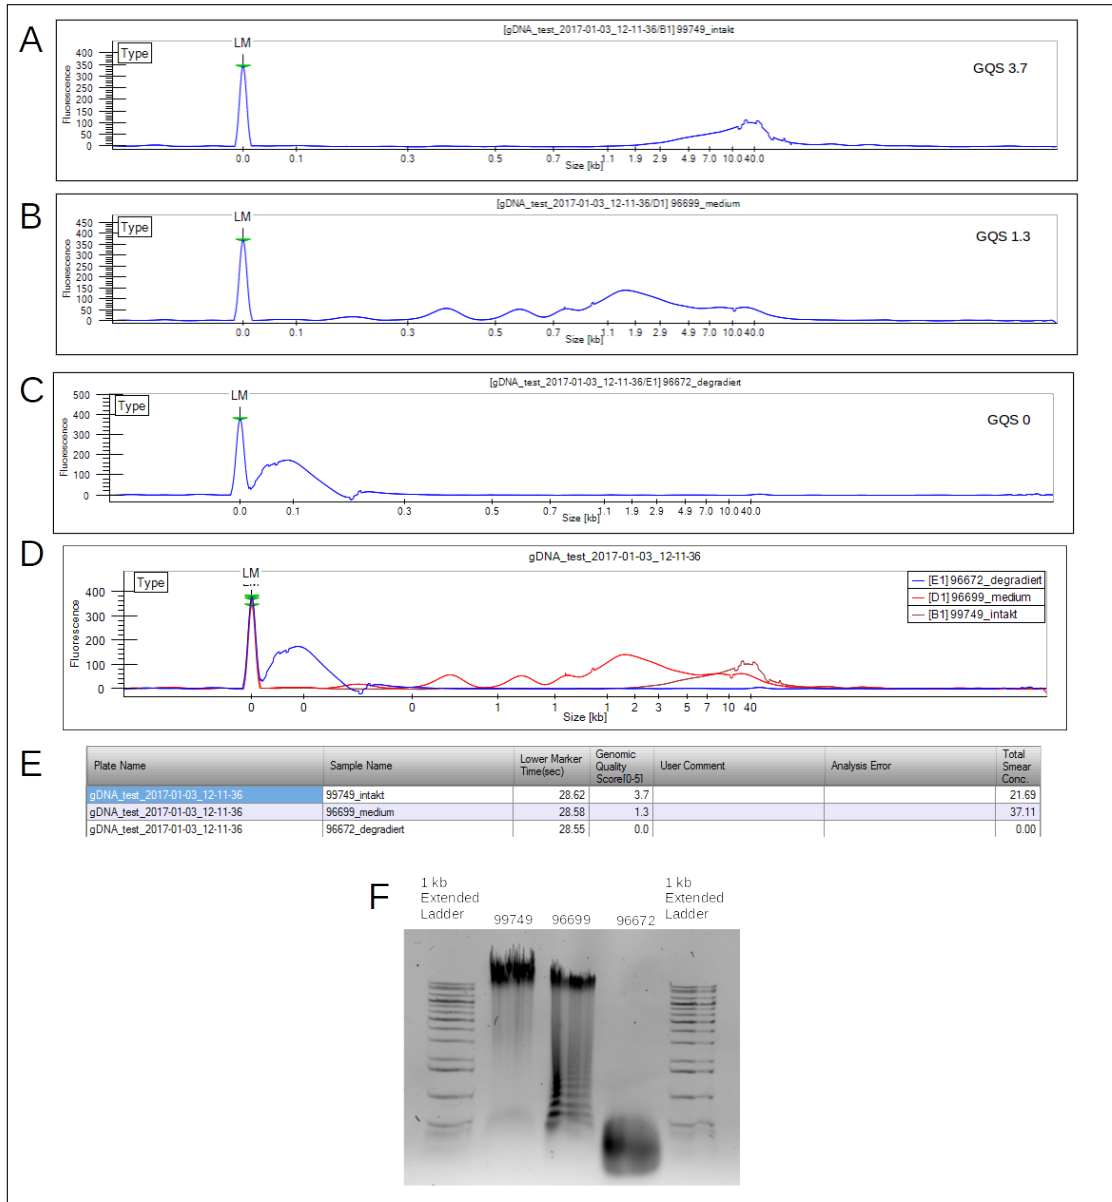 A
[gDNA_test_2017-01-03_12-11-36/B1] 99749_intakt
LM
Type
GQS 3.7
Fluorescence
400
350
300
250
200
150
100
50
0
0.0 0.1 0.3 0.5 0.7 1.1 1.9 2.9 4.9 7.0 10.0 40.0
Size [kb]
B
[gDNA_test_2017-01-03_12-11-36/D1] 96699_medium
LM
Type
GQS 1.3
Fluorescence
450
400
350
300
250
200
150
100
50
0
0.0 0.1 0.3 0.5 0.7 1.1 1.9 2.9 4.9 7.0 10.0 40.0
Size [kb]
C
[gDNA_test_2017-01-03_12-11-36/E1] 96672_degradiert
LM
Type
GQS 0
Fluorescence
500
400
300
200
100
0
0.0 0.1 0.3 0.5 0.7 1.1 1.9 2.9 4.9 7.0 10.0 40.0
Size [kb]
D
gDNA_test_2017-01-03_12-11-36
LM
Type
[E1] 96672_degradiert
[D1] 96699_medium
[B1] 99749_intakt
Fluorescence
400
300
200
100
0
0 0 0 1 1 1 2 3 5 7 10 40
Size [kb]
E
Plate Name Sample Name Lower Marker Time(sec) Genomic Quality Score[0-5] User Comment Analysis Error Total Smear Conc.
gDNA_test_2017-01-03_12-11-36 99749_intakt 28.62 3.7 21.69
gDNA_test_2017-01-03_12-11-36 96699_medium 28.58 1.3 37.11
gDNA_test_2017-01-03_12-11-36 96672_degradiert 28.55 0.0 0.00
F
1 kb
Extended
Ladder
99749
96699
96672
1 kb
Extended
Ladder